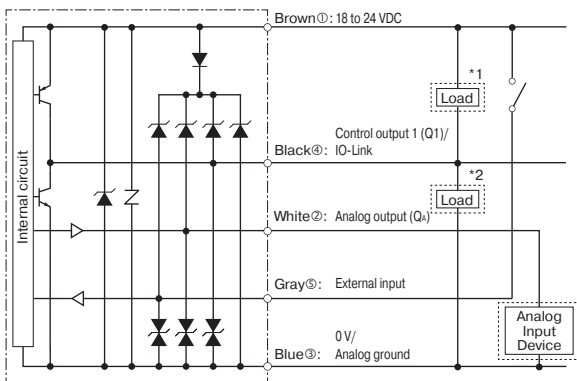 Brown①: 18 to 24 VDC
*1
Load
Control output 1 (Q1)/
Black④: IO-Link
*2
Load
Internal circuit
White②: Analog output (QA)
Gray⑤: External input
Analog
Input
Device
0 V/
Blue③: Analog ground